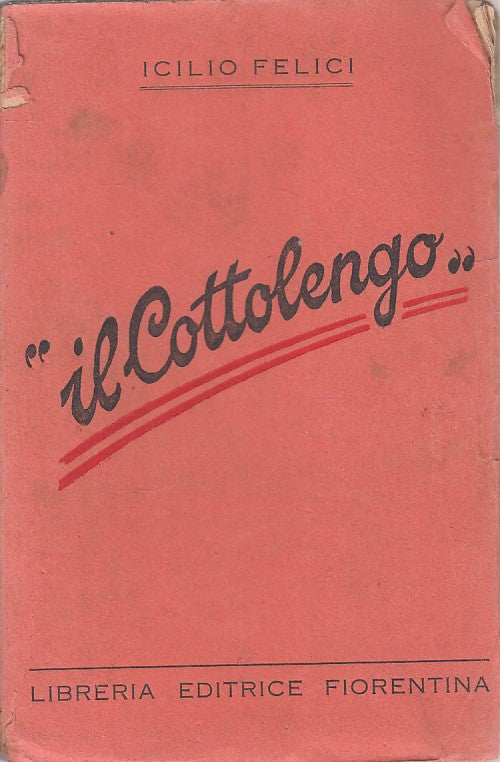 ICILIO FELICI
"il Cottolengo"
LIBRERIA EDITRICE FIORENTINA